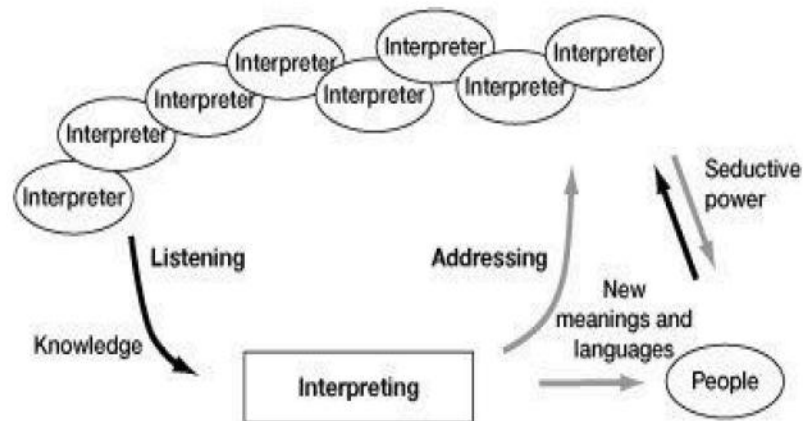 Interpreter
Interpreter
Interpreter
Interpreter
Interpreter
Interpreter
Interpreter
Interpreter
Seductive
power
Listening
Addressing
New
meanings and
languages
Knowledge
Interpreting
People